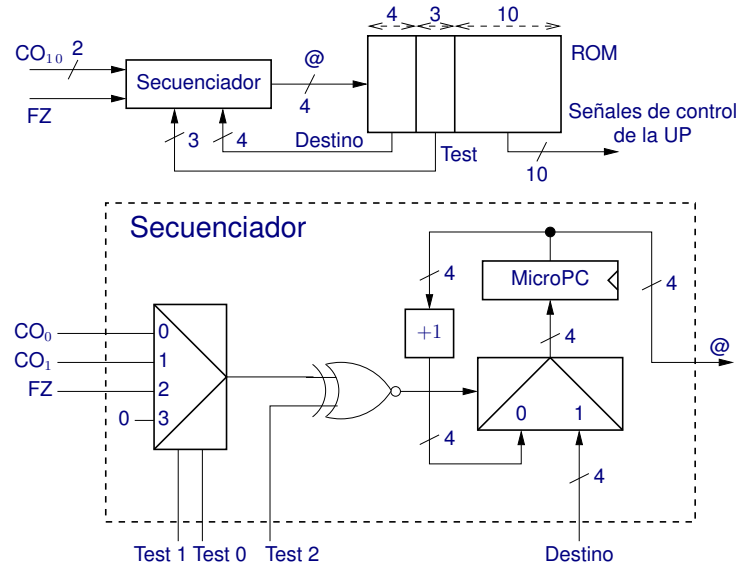 4 3 10
CO₁₀ 2
Secuenciador
@
4
ROM
FZ
3 4
Destino
Test
Señales de control
de la UP
10
Secuenciador
4
MicroPC
4
CO₀ 0
+1
4
CO₁ 1
@
FZ 2
0 3
0 1
4
4
Test 1 Test 0 Test 2 Destino